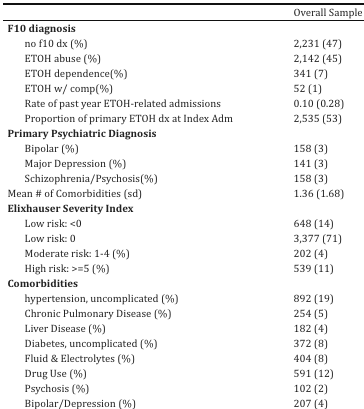 Overall Sample
F10 diagnosis
no f10 dx (%) 2,231 (47)
ETOH abuse (%) 2,142 (45)
ETOH dependence(%) 341 (7)
ETOH w/ comp(%) 52 (1)
Rate of past year ETOH-related admissions 0.10 (0.28)
Proportion of primary ETOH dx at Index Adm 2,535 (53)
Primary Psychiatric Diagnosis
Bipolar (%) 158 (3)
Major Depression (%) 141 (3)
Schizophrenia/Psychosis(%) 158 (3)
Mean # of Comorbidities (sd) 1.36 (1.68)
Elixhauser Severity Index
Low risk: <0 648 (14)
Low risk: 0 3,377 (71)
Moderate risk: 1-4 (%) 202 (4)
High risk: >=5 (%) 539 (11)
Comorbidities
hypertension, uncomplicated (%) 892 (19)
Chronic Pulmonary Disease (%) 254 (5)
Liver Disease (%) 182 (4)
Diabetes, uncomplicated (%) 372 (8)
Fluid & Electrolytes (%) 404 (8)
Drug Use (%) 591 (12)
Psychosis (%) 102 (2)
Bipolar/Depression (%) 207 (4)